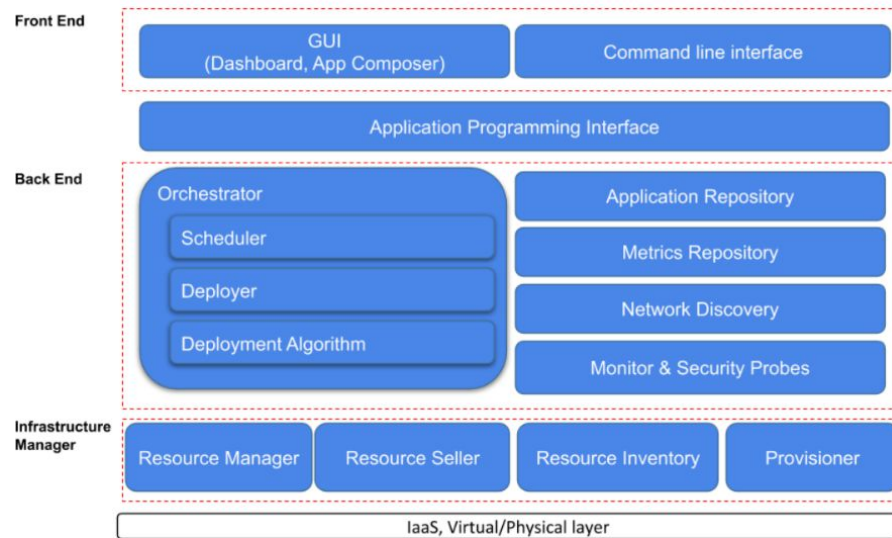 Front End
GUI
(Dashboard, App Composer)
Command line interface
Application Programming Interface
Back End
Orchestrator
Scheduler
Deployer
Deployment Algorithm
Application Repository
Metrics Repository
Network Discovery
Monitor & Security Probes
Infrastructure
Manager
Resource Manager
Resource Seller
Resource Inventory
Provisioner
IaaS, Virtual/Physical layer